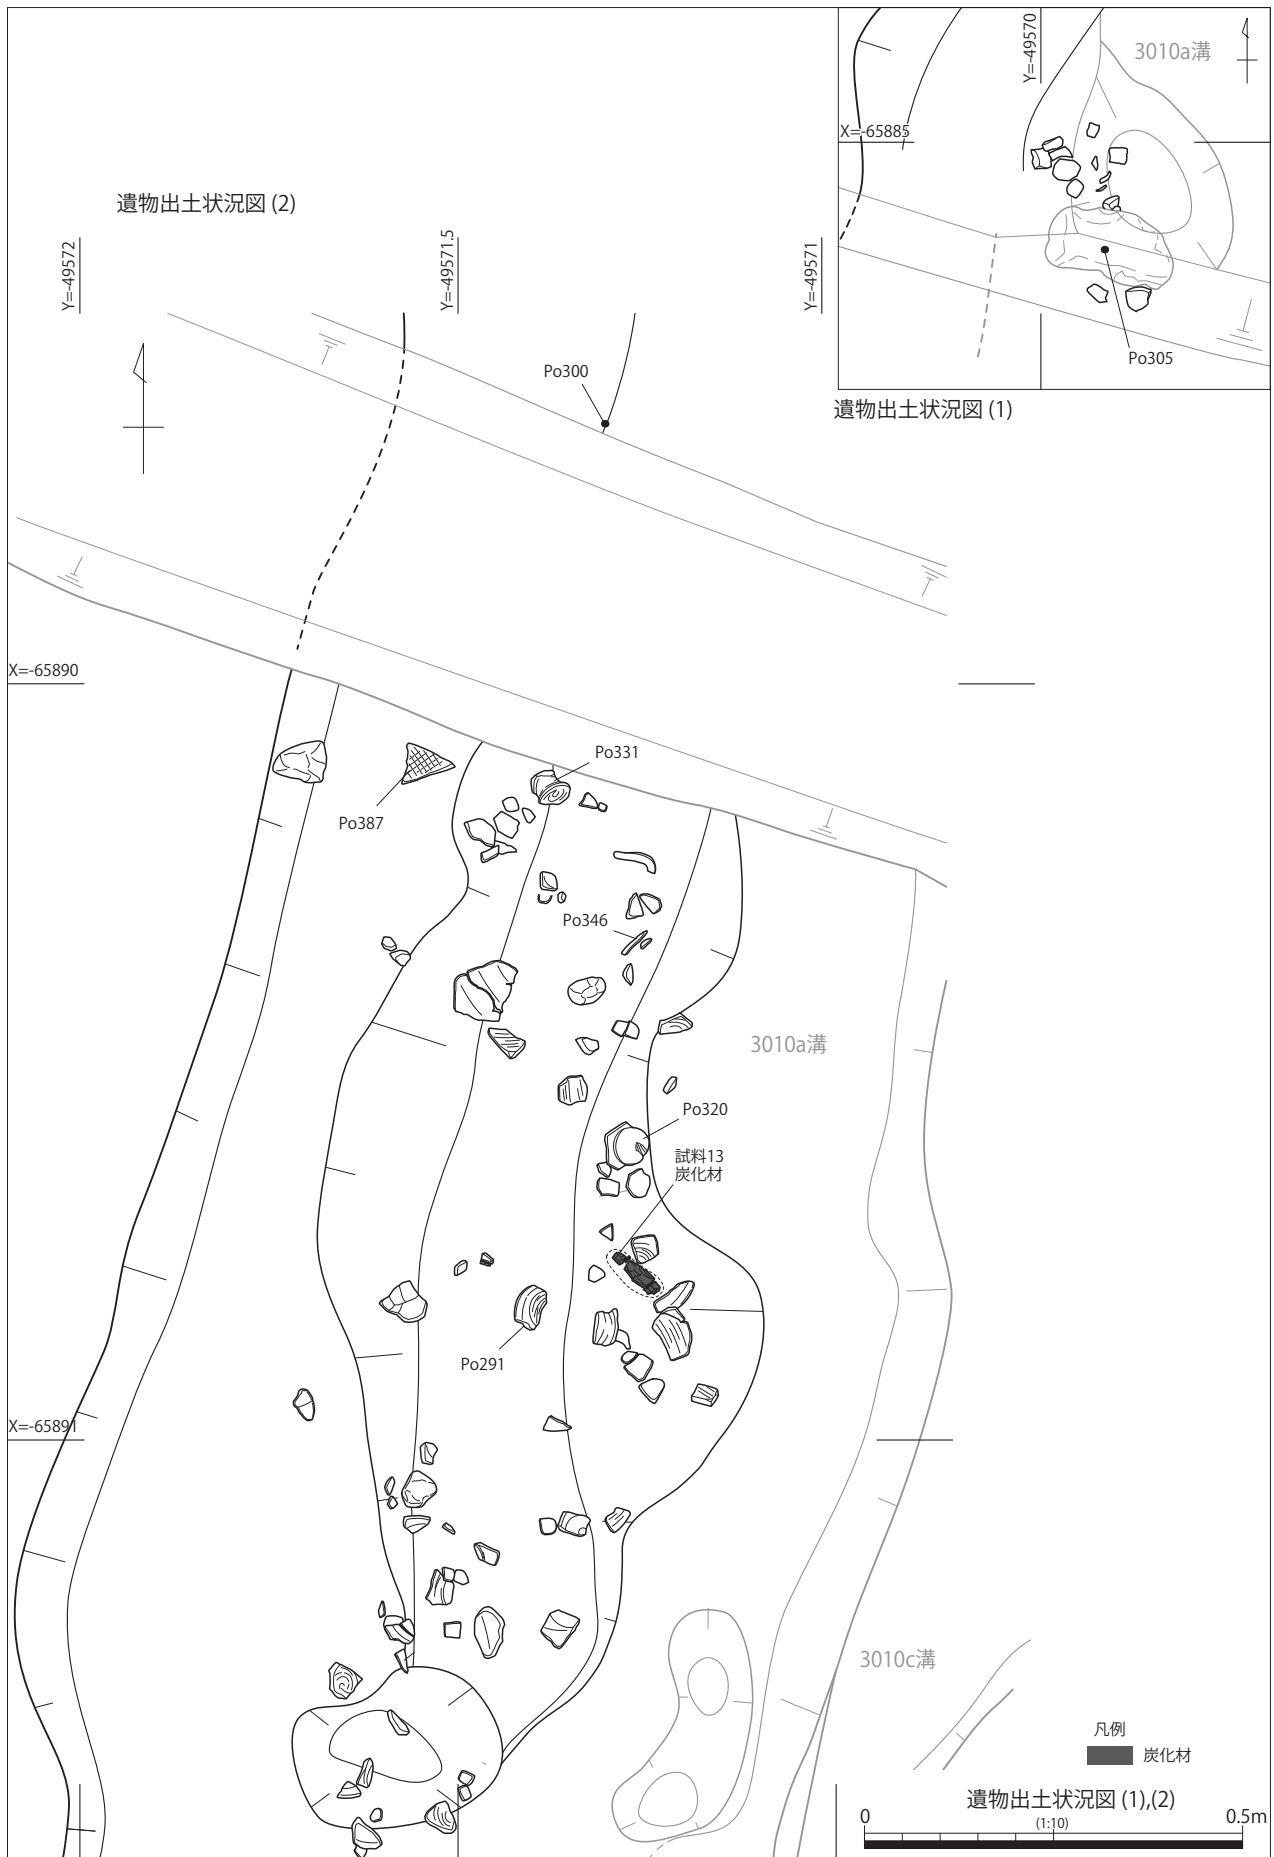 Y=-49570
3010a溝
X=-65885
Po305
遺物出土状況図 (1)
遺物出土状況図 (2)
Y=-49572
Y=-49571.5
Y=-49571
Po300
X=-65890
Po331
Po387
Po346
3010a溝
Po320
試料13
炭化材
Po291
X=-65891
3010c溝
凡例
炭化材
遺物出土状況図 (1),(2)
0
(1:10)
0.5m